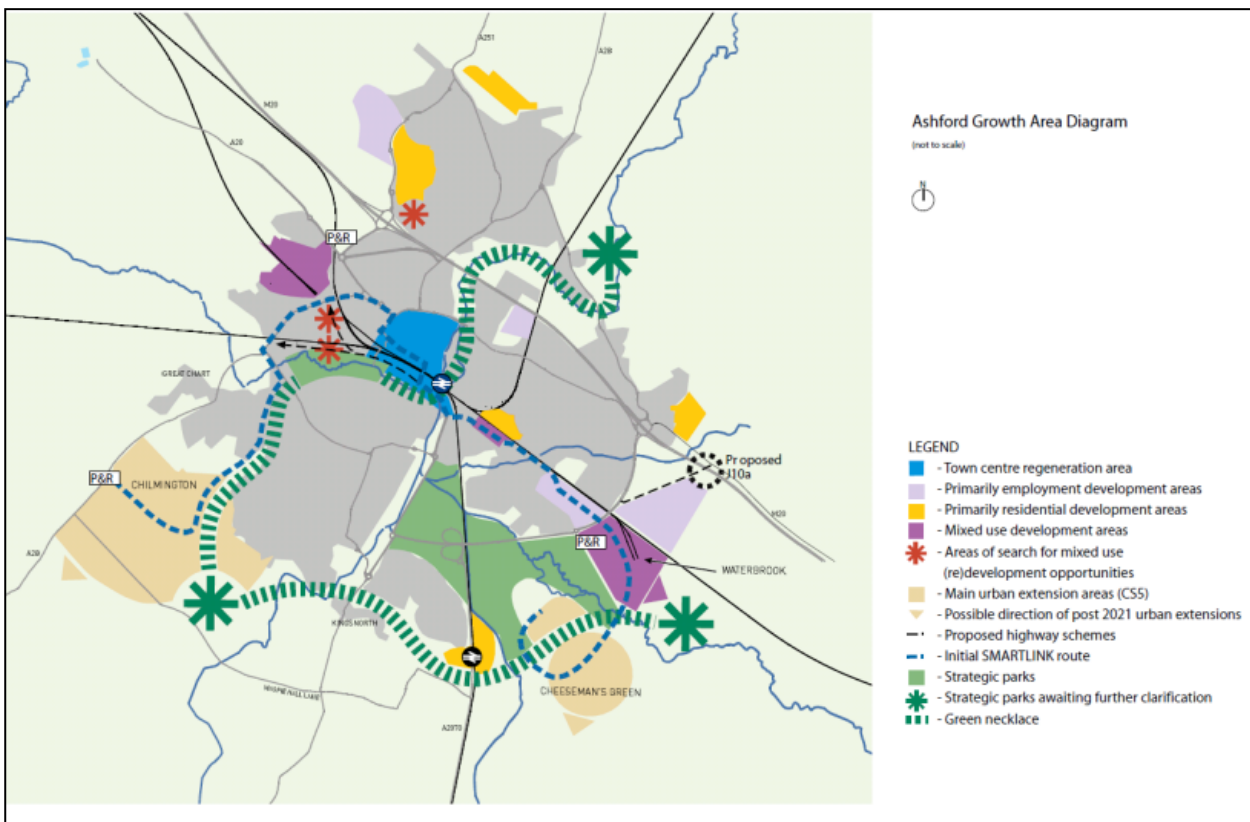 Ashford Growth Area Diagram
(not to scale)
N
A251
A28
M20
A20
P&R
GREAT CHART
P&R
CHILMINGTON
A28
Proposed
J10a
M20
P&R
WATERBROOK
KINGSNORTH
CHEESEMAN'S GREEN
A2070
LEGEND
- Town centre regeneration area
- Primarily employment development areas
- Primarily residential development areas
- Mixed use development areas
- Areas of search for mixed use
(re)development opportunities
- Main urban extension areas (CS5)
- Possible direction of post 2021 urban extensions
- Proposed highway schemes
- Initial SMARTLINK route
- Strategic parks
- Strategic parks awaiting further clarification
- Green necklace